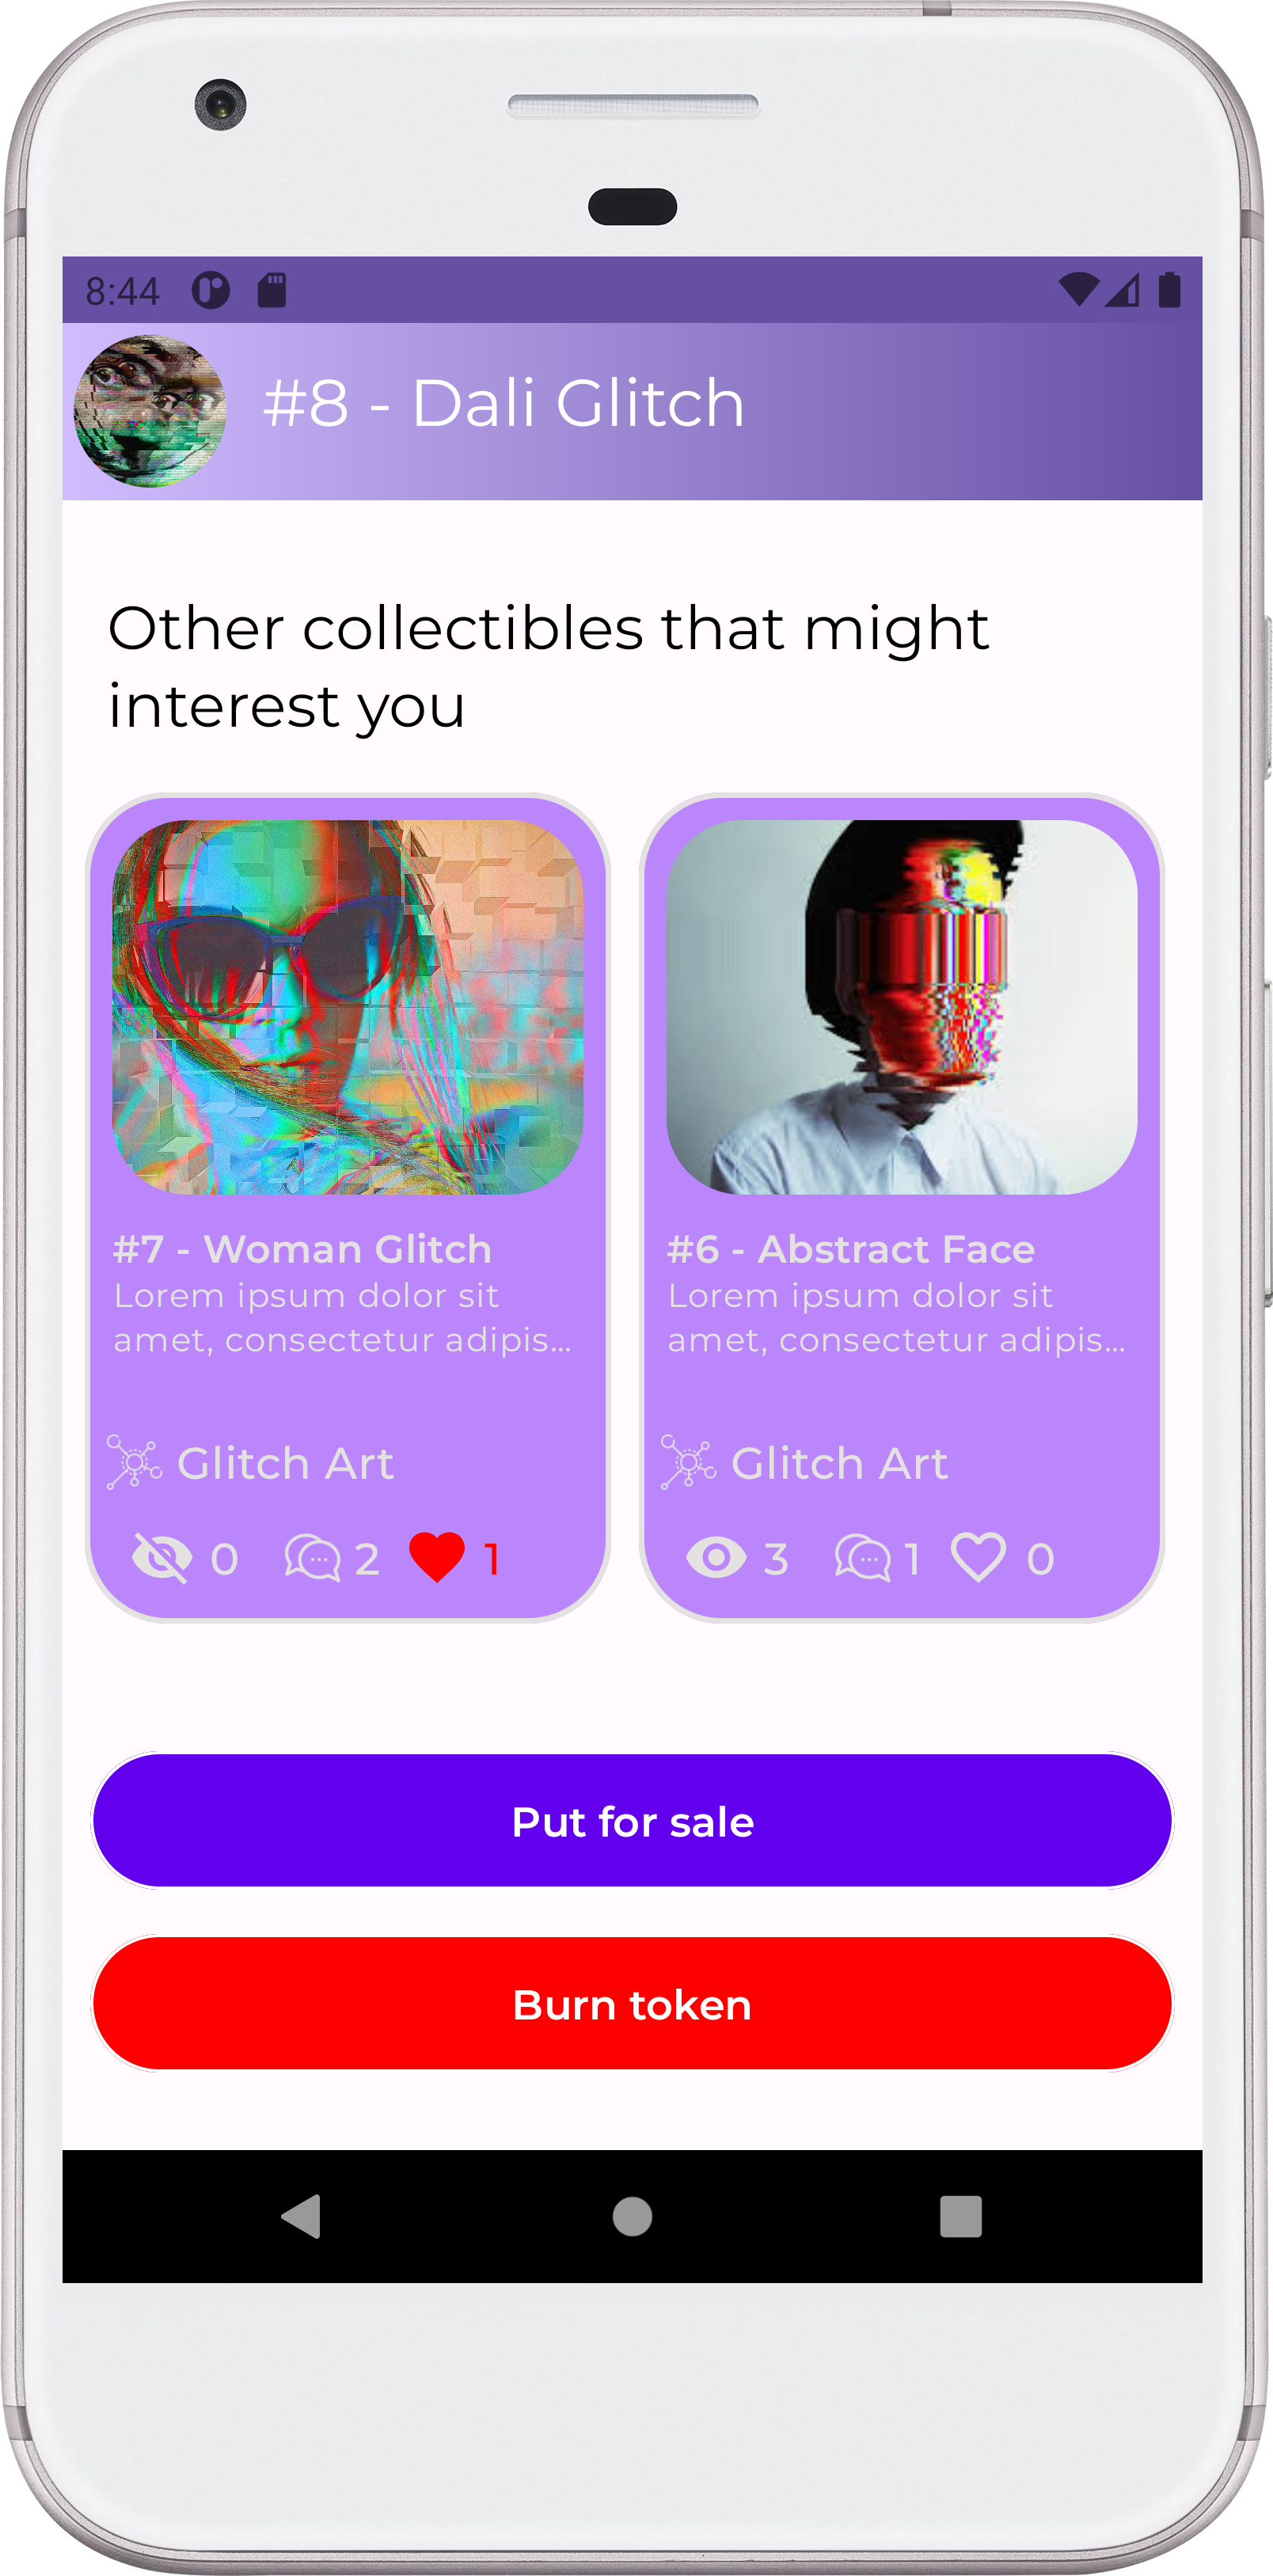 8:44
#8 - Dali Glitch
Other collectibles that might
interest you
#7 - Woman Glitch
Lorem ipsum dolor sit
amet, consectetur adipis...
Glitch Art
0 2 1
#6 - Abstract Face
Lorem ipsum dolor sit
amet, consectetur adipis...
Glitch Art
3 1 0
Put for sale
Burn token